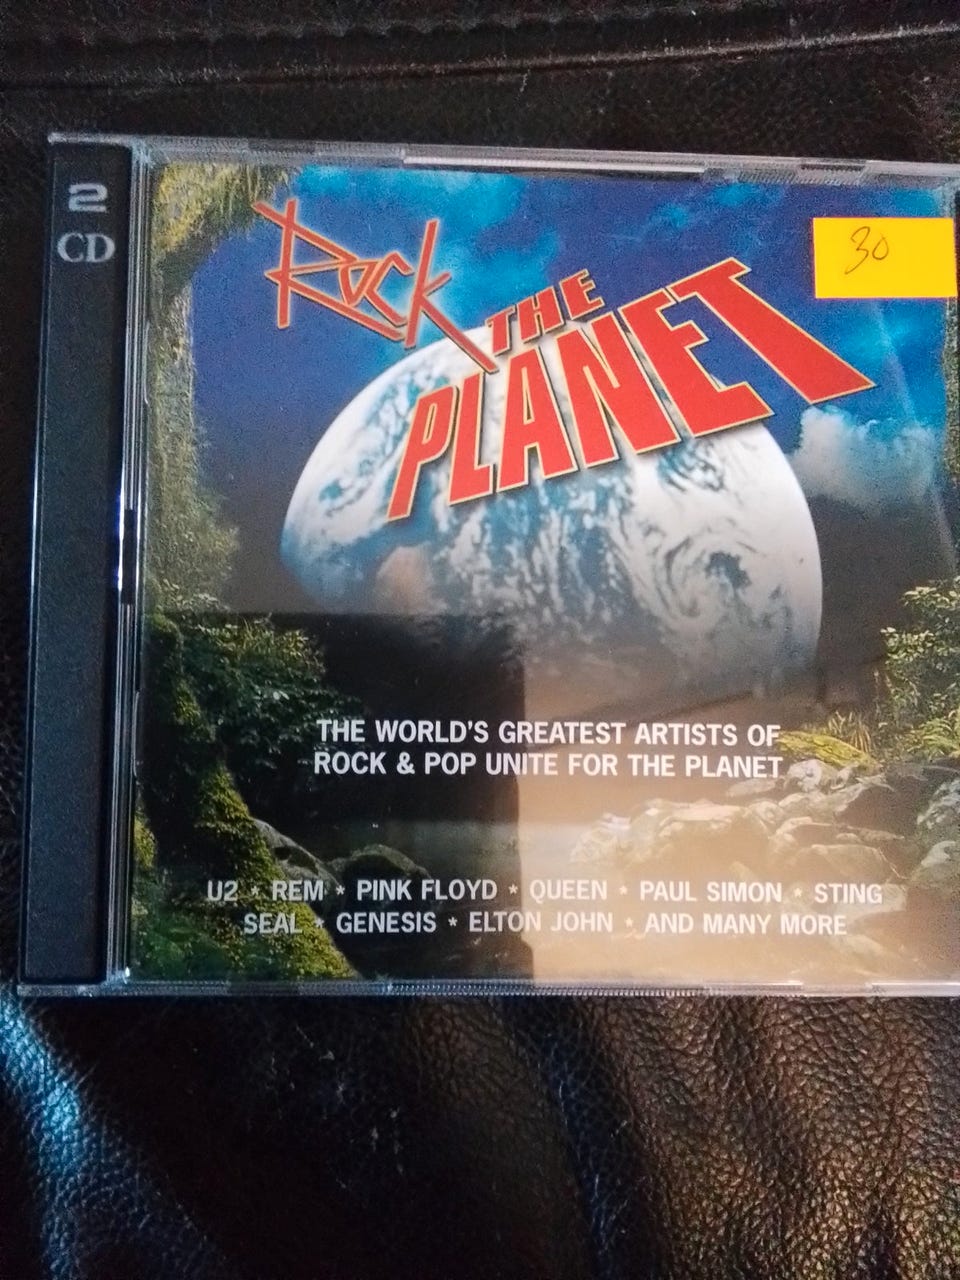 2
CD
30
Rock
THE
PLANET
THE WORLD'S GREATEST ARTISTS OF
ROCK & POP UNITE FOR THE PLANET
U2 * REM * PINK FLOYD * QUEEN * PAUL SIMON * STING
SEAL * GENESIS * ELTON JOHN * AND MANY MORE